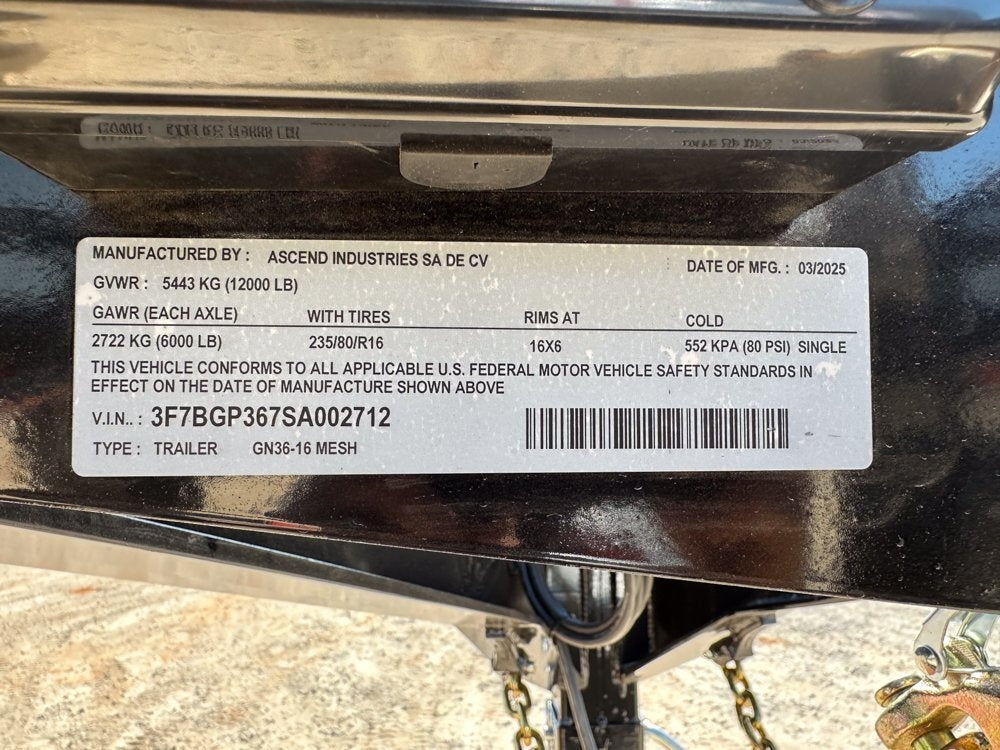 MANUFACTURED BY : ASCEND INDUSTRIES SA DE CV
DATE OF MFG. : 03/2025
GVWR : 5443 KG (12000 LB)
GAWR (EACH AXLE) WITH TIRES RIMS AT COLD
2722 KG (6000 LB) 235/80/R16 16X6 552 KPA (80 PSI) SINGLE
THIS VEHICLE CONFORMS TO ALL APPLICABLE U.S. FEDERAL MOTOR VEHICLE SAFETY STANDARDS IN
EFFECT ON THE DATE OF MANUFACTURE SHOWN ABOVE
V.I.N.. : 3F7BGP367SA002712
TYPE : TRAILER GN36-16 MESH